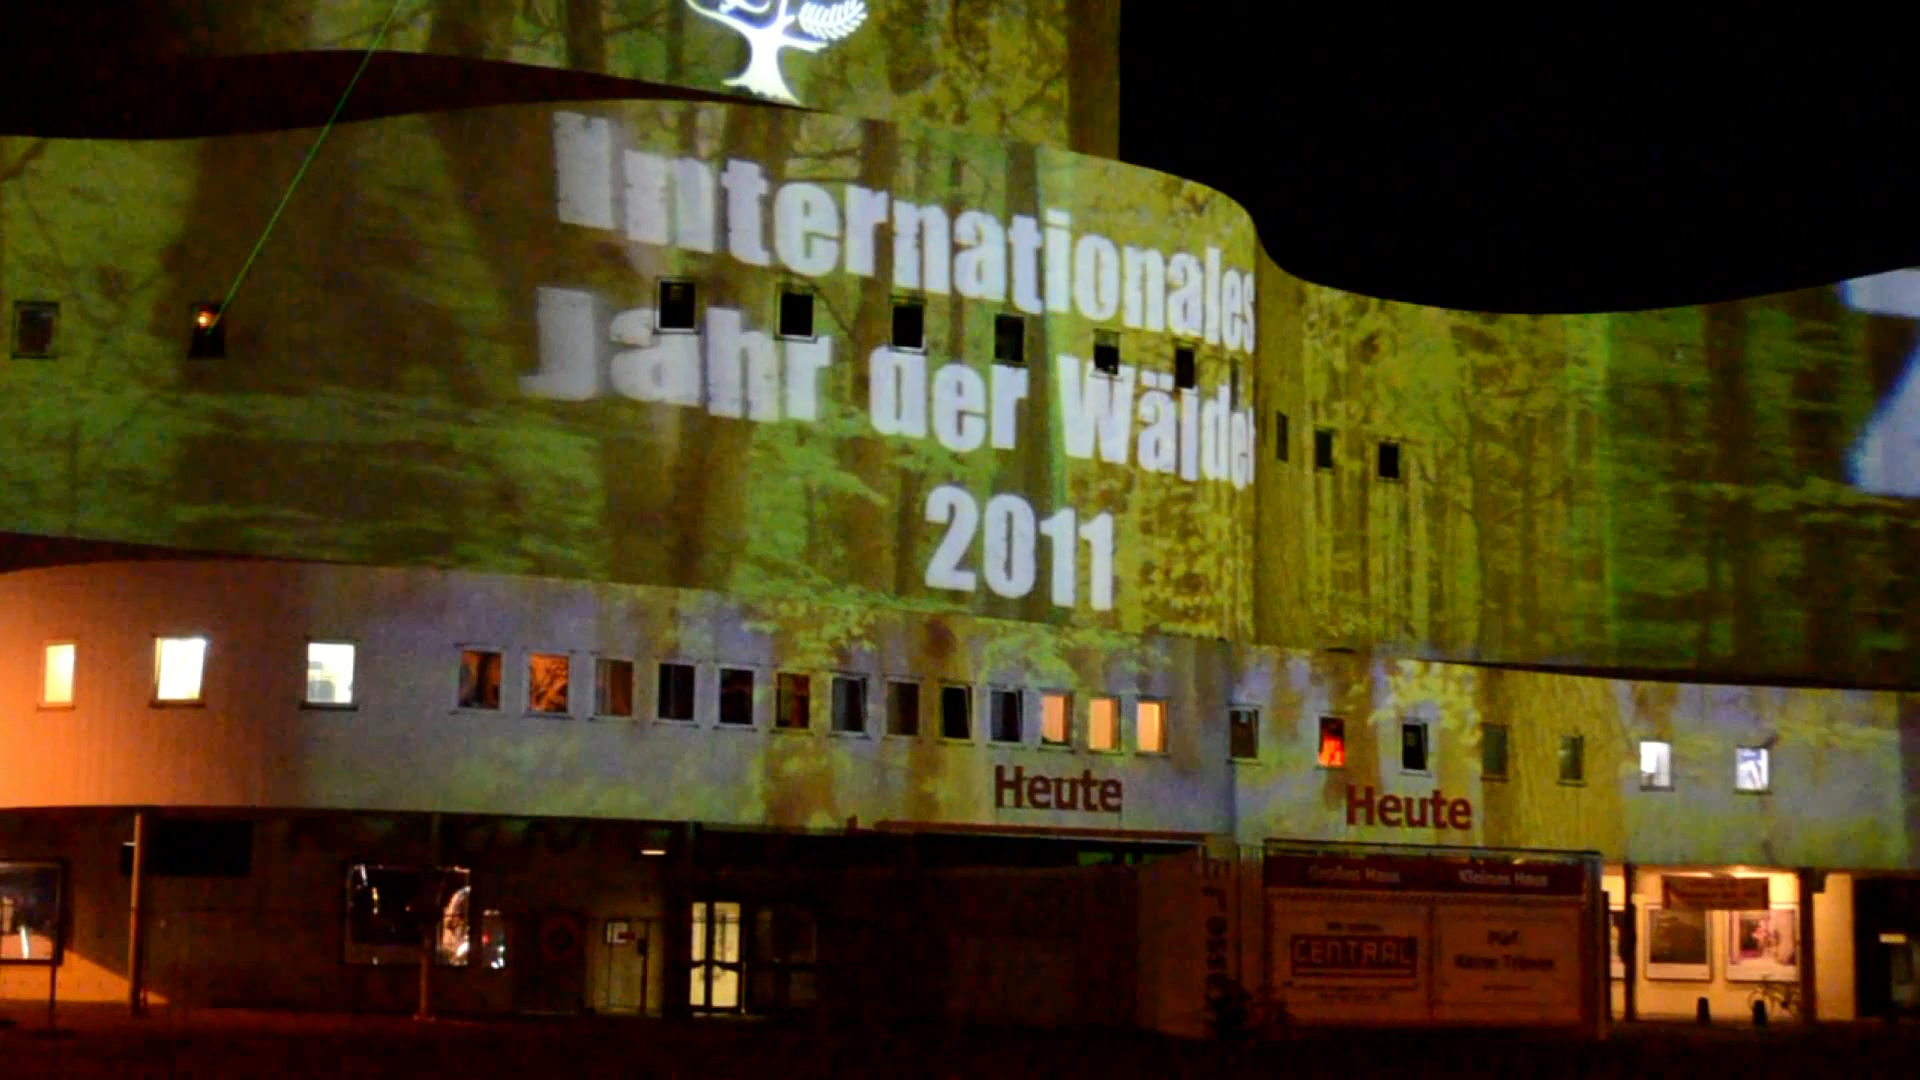 Internationales
Jahr der Wälder
2011
Heute
Heute
Großes Haus
Kleines Haus
CENTRAL